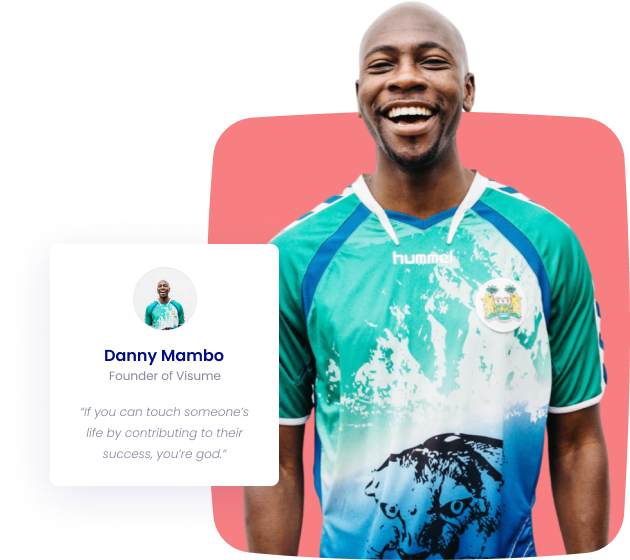 hummel
Danny Mambo
Founder of Visume
“If you can touch someone’s
life by contributing to their
success, you’re god.”